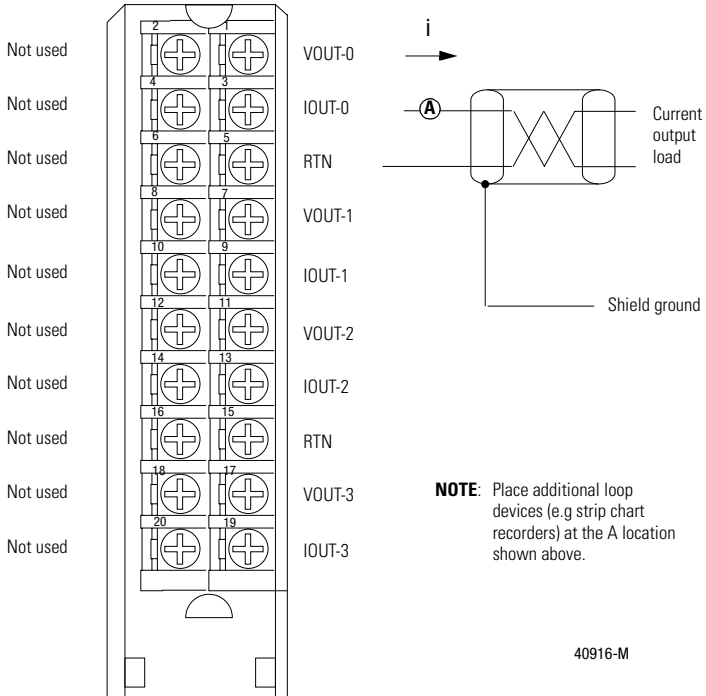 2 1
Not used VOUT-0 i
4 3
Not used IOUT-0 A Current
output
load
6 5
Not used RTN
8 7
Not used VOUT-1
10 9
Not used IOUT-1
Shield ground
12 11
Not used VOUT-2
14 13
Not used IOUT-2
16 15
Not used RTN
18 17
Not used VOUT-3
20 19
Not used IOUT-3
NOTE: Place additional loop
devices (e.g strip chart
recorders) at the A location
shown above.
40916-M